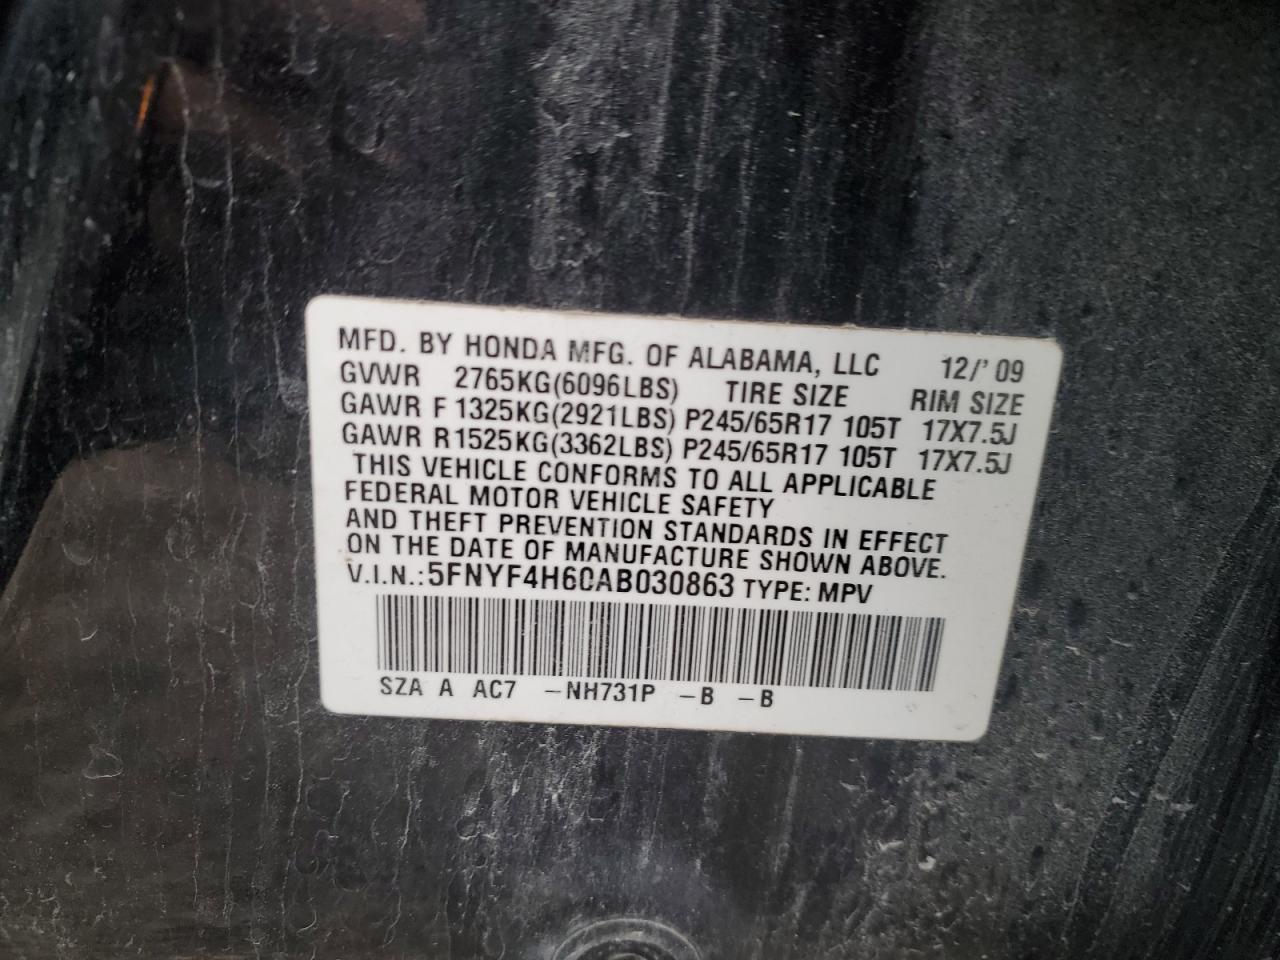 MFD. BY HONDA MFG. OF ALABAMA, LLC 12/'09
GVWR 2765KG(6096LBS) TIRE SIZE RIM SIZE
GAWR F 1325KG(2921LBS) P245/65R17 105T 17X7.5J
GAWR R1525KG(3362LBS) P245/65R17 105T 17X7.5J
THIS VEHICLE CONFORMS TO ALL APPLICABLE
FEDERAL MOTOR VEHICLE SAFETY
AND THEFT PREVENTION STANDARDS IN EFFECT
ON THE DATE OF MANUFACTURE SHOWN ABOVE.
V.I.N.:5FNYF4H60AB030863 TYPE: MPV
SZA A AC7 -NH731P -B -B